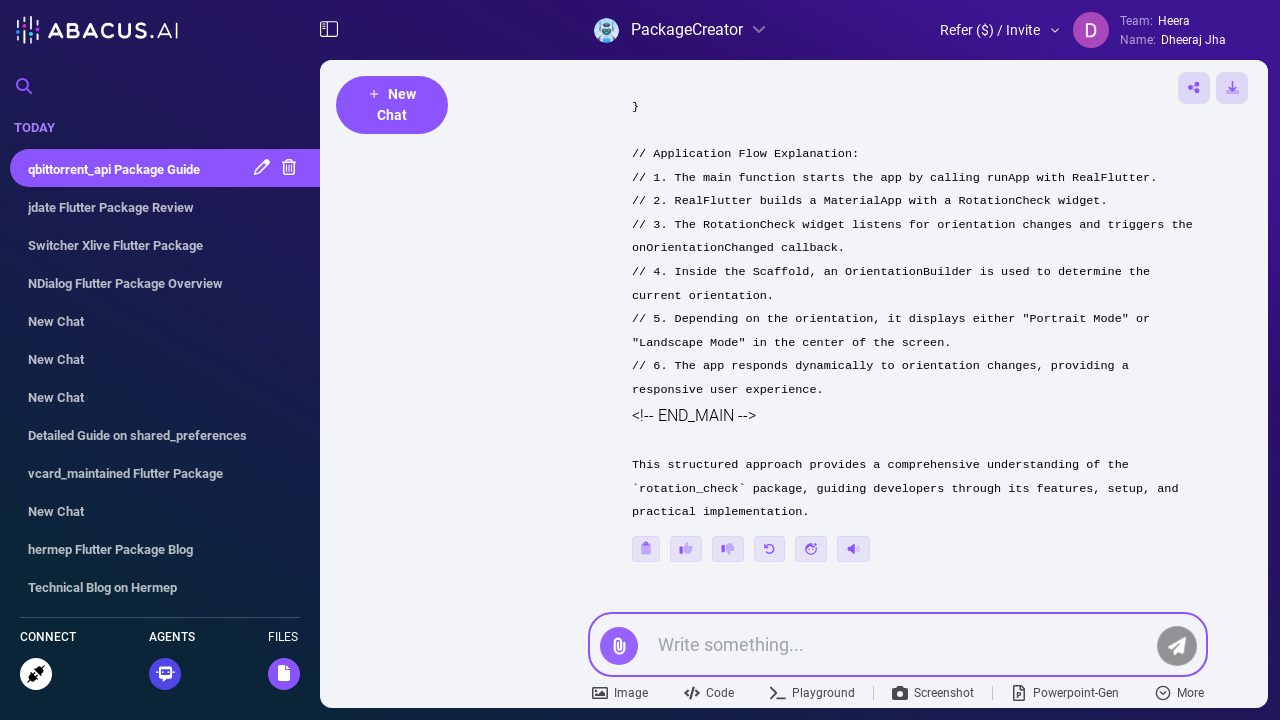 ABACUS.AI
PackageCreator
Refer ($) / Invite
D
Team: Heera
Name: Dheeraj Jha
TODAY
qbittorrent_api Package Guide
jdate Flutter Package Review
Switcher Xlive Flutter Package
NDialog Flutter Package Overview
New Chat
New Chat
New Chat
Detailed Guide on shared_preferences
vcard_maintained Flutter Package
New Chat
hermep Flutter Package Blog
Technical Blog on Hermep
CONNECT
AGENTS
FILES
+ New
Chat
}
// Application Flow Explanation:
// 1. The main function starts the app by calling runApp with RealFlutter.
// 2. RealFlutter builds a MaterialApp with a RotationCheck widget.
// 3. The RotationCheck widget listens for orientation changes and triggers the
onOrientationChanged callback.
// 4. Inside the Scaffold, an OrientationBuilder is used to determine the
current orientation.
// 5. Depending on the orientation, it displays either "Portrait Mode" or
"Landscape Mode" in the center of the screen.
// 6. The app responds dynamically to orientation changes, providing a
responsive user experience.
<!-- END_MAIN -->
This structured approach provides a comprehensive understanding of the
`rotation_check` package, guiding developers through its features, setup, and
practical implementation.
Write something...
Image
Code
Playground
Screenshot
Powerpoint-Gen
More